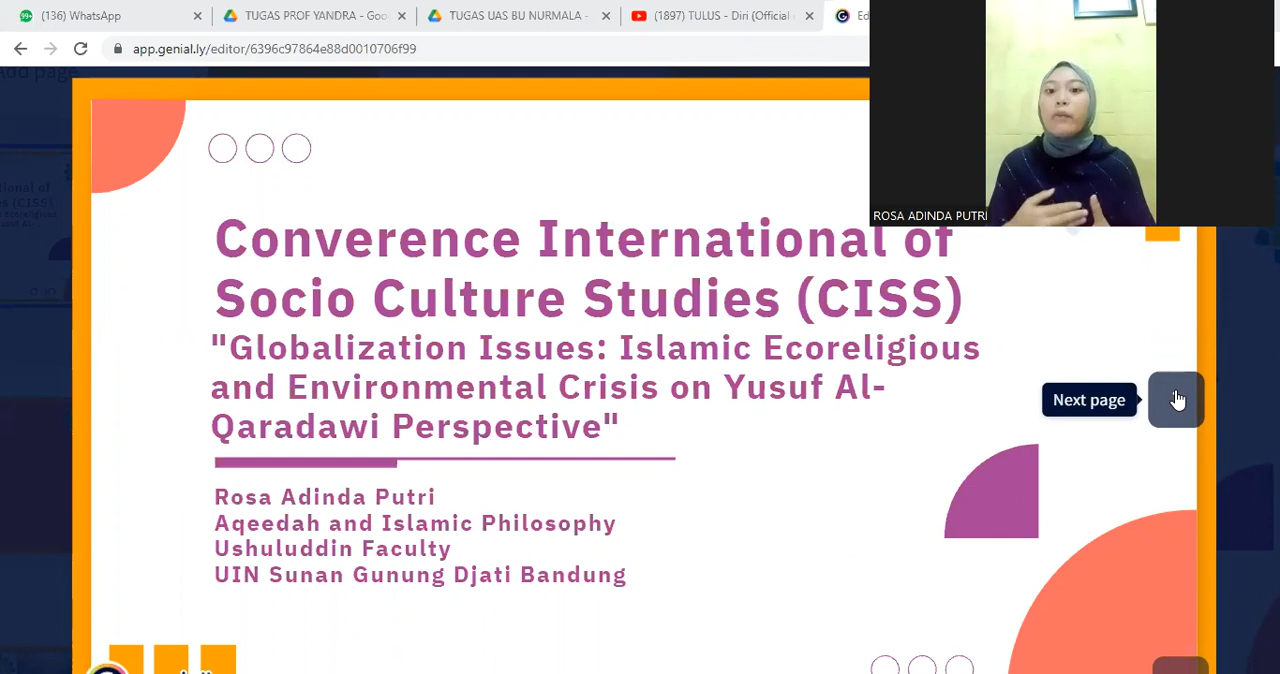 (136) WhatsApp
TUGAS PROF YANDRA - Goo
TUGAS UAS BU NURMALA -
(1897) TULUS - Diri (Official
app.genial.ly/editor/6396c97864e88d0010706f99
Add page
ROSA ADINDA PUTRI
Converence International of
Socio Culture Studies (CISS)
"Globalization Issues: Islamic Ecoreligious
and Environmental Crisis on Yusuf Al-
Qaradawi Perspective"
Next page
Rosa Adinda Putri
Aqeedah and Islamic Philosophy
Ushuluddin Faculty
UIN Sunan Gunung Djati Bandung